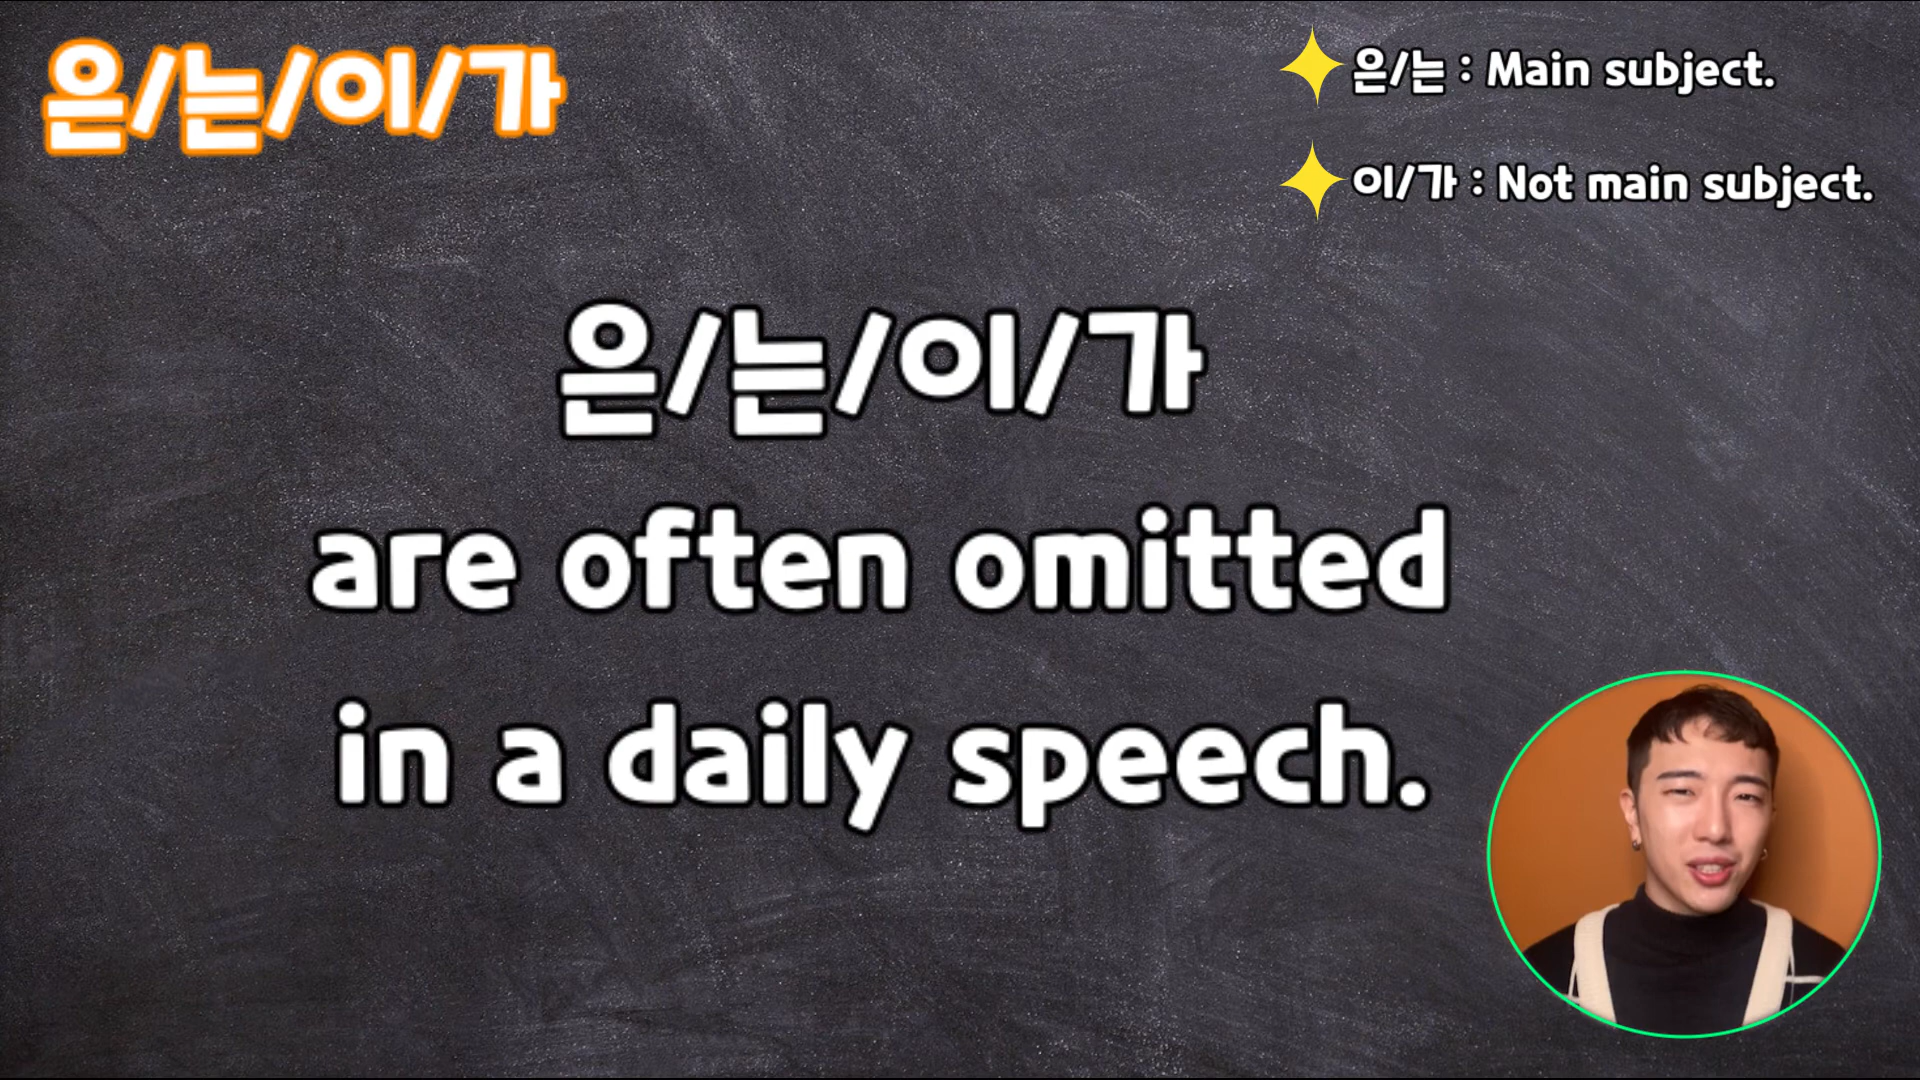 은/는/이/가
은/는 : Main subject.
이/가 : Not main subject.
은/는/이/가
are often omitted
in a daily speech.